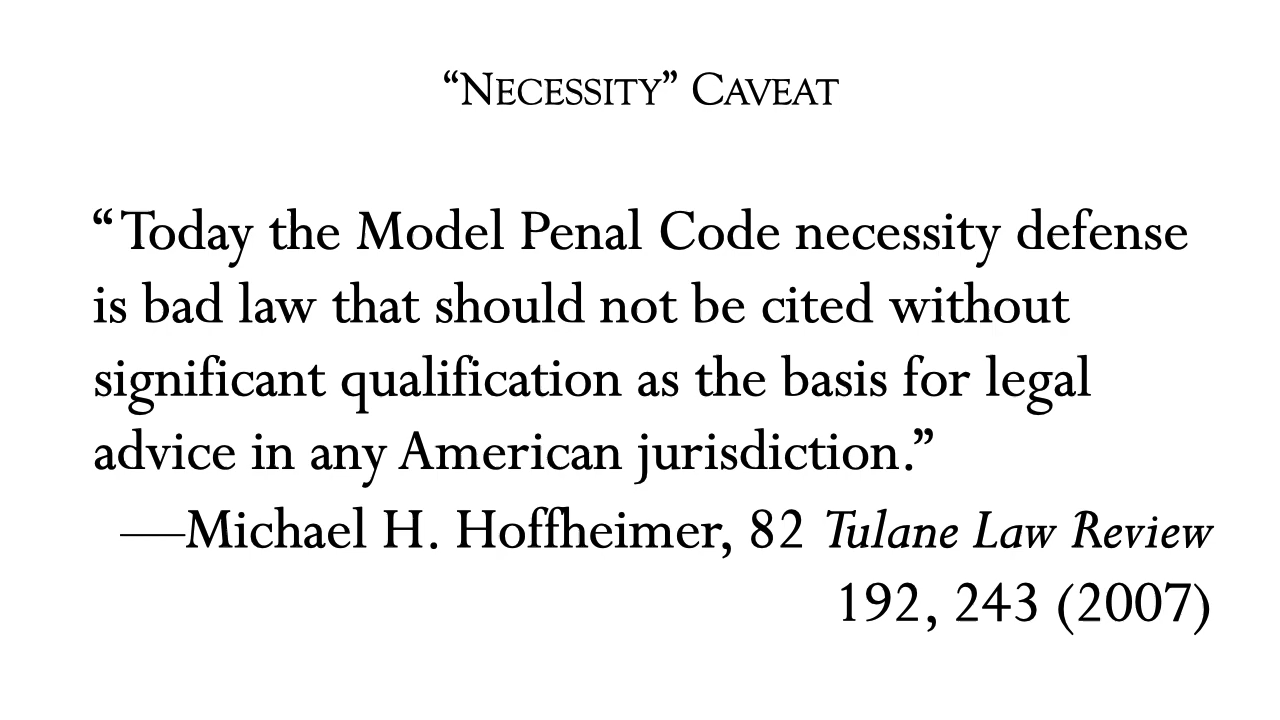 “NECESSITY” CAVEAT
“Today the Model Penal Code necessity defense
is bad law that should not be cited without
significant qualification as the basis for legal
advice in any American jurisdiction.”
—Michael H. Hoffheimer, 82 Tulane Law Review
192, 243 (2007)